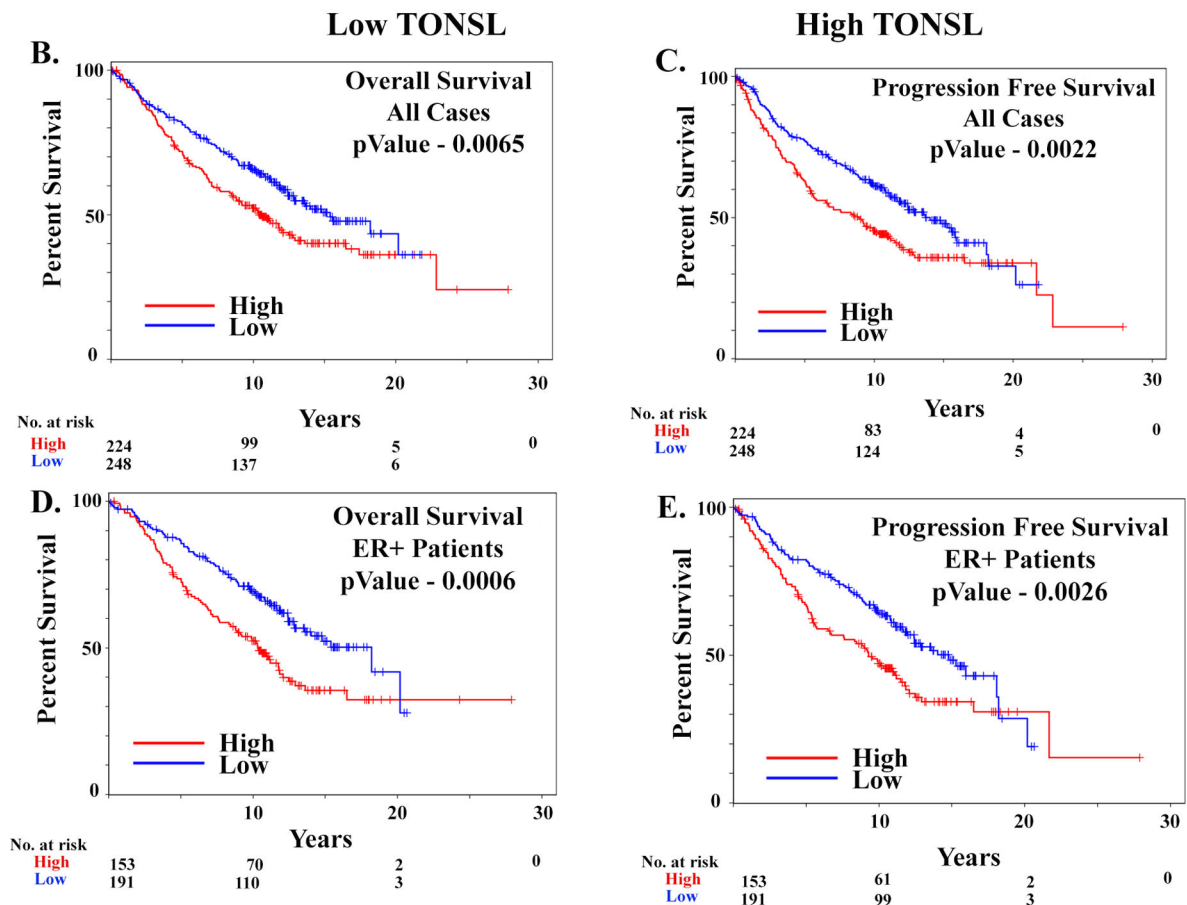 Low TONSL
High TONSL
B.
Overall Survival
All Cases
pValue - 0.0065
Percent Survival
100
50
0
High
Low
10
20
30
Years
No. at risk
High 224 99 5 0
Low 248 137 6
C.
Progression Free Survival
All Cases
pValue - 0.0022
Percent Survival
100
50
0
High
Low
10
20
30
Years
No. at risk
High 224 83 4 0
Low 248 124 5
D.
Overall Survival
ER+ Patients
pValue - 0.0006
Percent Survival
100
50
0
High
Low
10
20
30
Years
No. at risk
High 153 70 2 0
Low 191 110 3
E.
Progression Free Survival
ER+ Patients
pValue - 0.0026
Percent Survival
100
50
0
High
Low
10
20
30
Years
No. at risk
High 153 61 2 0
Low 191 99 3